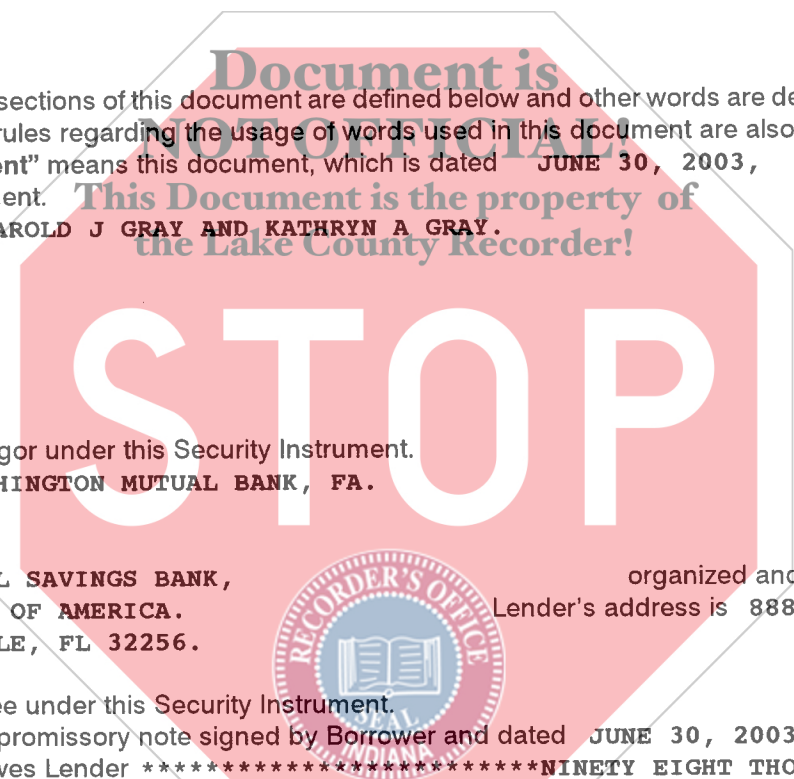 Document is
sections of this document are defined below and other words are de
rules regarding the usage of words used in this document are also
NOT OFFICIAL!
ent” means this document, which is dated JUNE 30, 2003,
ent.
This Document is the property of
AROLD J GRAY AND KATHRYN A GRAY.
the Lake County Recorder!
STOP
gor under this Security Instrument.
HINGTON MUTUAL BANK, FA.
L SAVINGS BANK, organized and
OF AMERICA. Lender's address is 888
LE, FL 32256.
RECORDER'S OFFICE
SEAL
INDIANA
ee under this Security Instrument.
promissory note signed by Borrower and dated JUNE 30, 2003
ves Lender *************************NINETY EIGHT THO